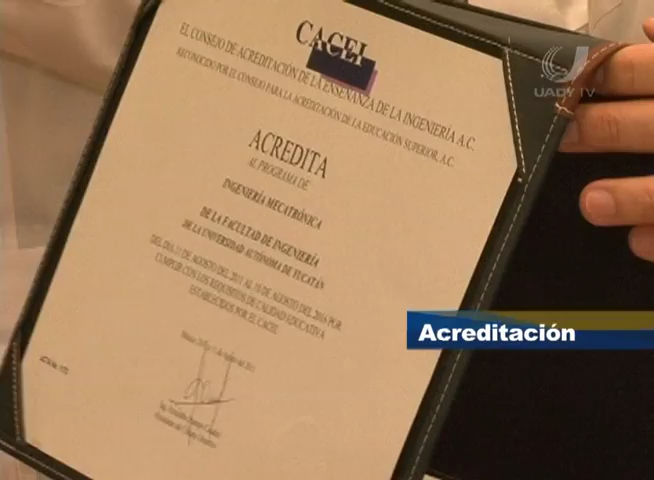 CACEI
EL CONSEJO DE ACREDITACIÓN DE LA ENSEÑANZA DE LA INGENIERÍA A.C.
RECONOCIDO POR EL CONSEJO PARA LA ACREDITACIÓN DE LA EDUCACIÓN SUPERIOR, A.C.
ACREDITA
AL PROGRAMA DE
INGENIERÍA MECATRÓNICA
DE LA FACULTAD DE INGENIERÍA
DE LA UNIVERSIDAD AUTÓNOMA DE YUCATÁN
DEL DÍA 11 DE AGOSTO DEL 2011 AL 10 DE AGOSTO DEL 2016 POR
CUMPLIR CON LOS REQUISITOS DE CALIDAD EDUCATIVA
ESTABLECIDOS POR EL CACEI.
UADY TV
Acreditación